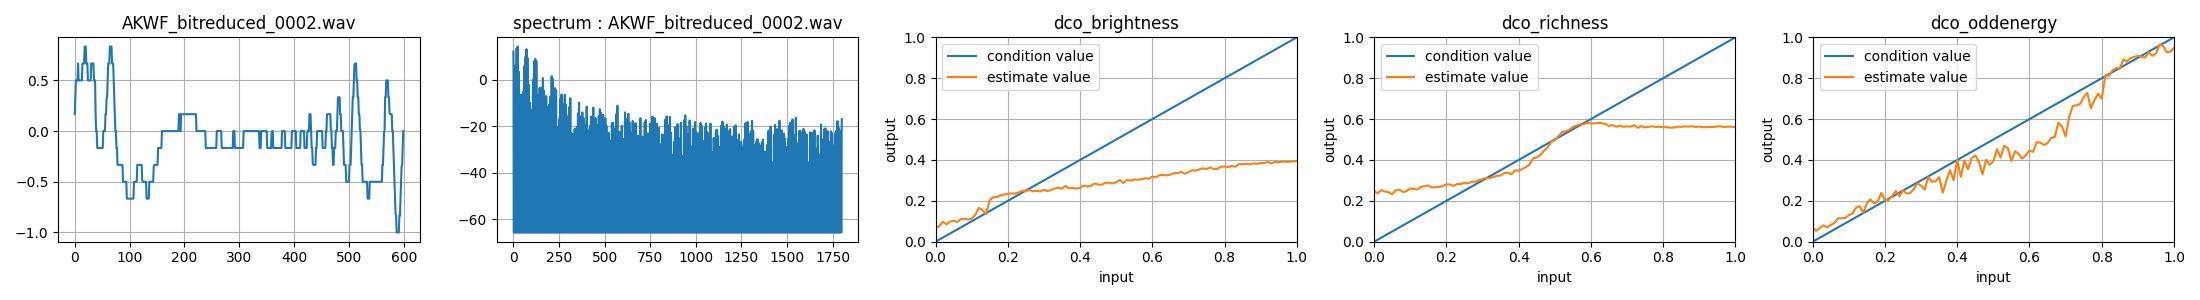 AKWF_bitreduced_0002.wav
0.5
0.0
−0.5
−1.0
0 100 200 300 400 500 600
spectrum : AKWF_bitreduced_0002.wav
0
−20
−40
−60
0 250 500 750 1000 1250 1500 1750
dco_brightness
condition value
estimate value
output
1.0
0.8
0.6
0.4
0.2
0.0
0.0 0.2 0.4 0.6 0.8 1.0
input
dco_richness
condition value
estimate value
output
1.0
0.8
0.6
0.4
0.2
0.0
0.0 0.2 0.4 0.6 0.8 1.0
input
dco_oddenergy
condition value
estimate value
output
1.0
0.8
0.6
0.4
0.2
0.0
0.0 0.2 0.4 0.6 0.8 1.0
input